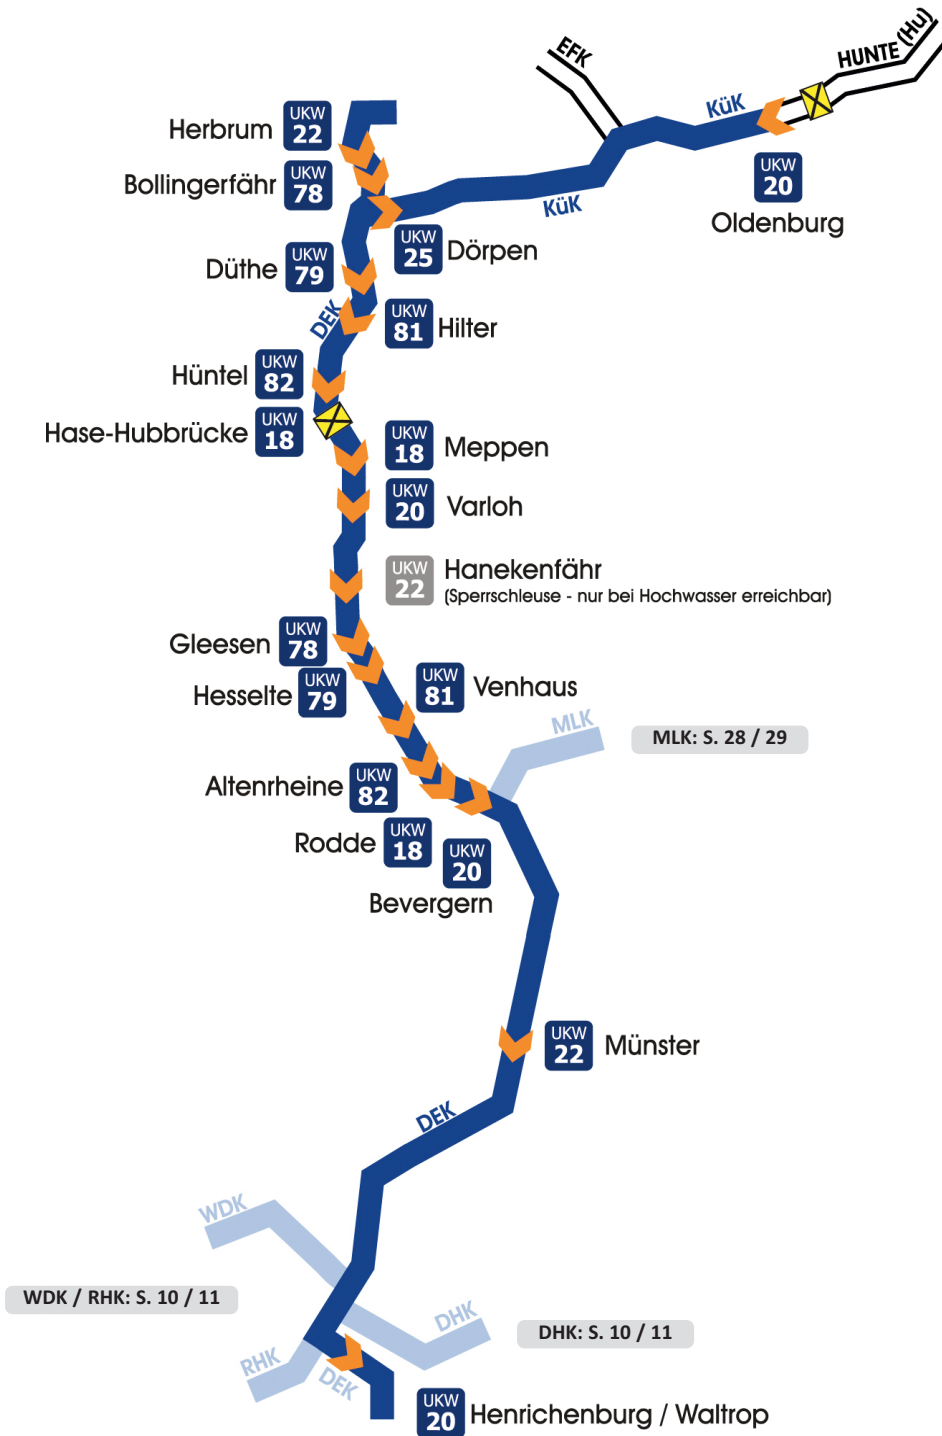 EFK
HUNTE (Hu)
KüK
UKW
22
Herbrum
UKW
78
Bollingerfähr
UKW
20
Oldenburg
KüK
UKW
25
Dörpen
UKW
79
Düthe
DEK
UKW
81
Hilter
UKW
82
Hüntel
UKW
18
Hase-Hubbrücke
UKW
18
Meppen
UKW
20
Varloh
UKW
22
Hanekenfähr
(Sperrschleuse - nur bei Hochwasser erreichbar)
UKW
78
Gleesen
UKW
79
Hesselte
UKW
81
Venhaus
MLK
MLK: S. 28 / 29
UKW
82
Altenrheine
UKW
18
Rodde
UKW
20
Bevergern
UKW
22
Münster
DEK
WDK
WDK / RHK: S. 10 / 11
DHK
DHK: S. 10 / 11
RHK
DEK
UKW
20
Henrichenburg / Waltrop